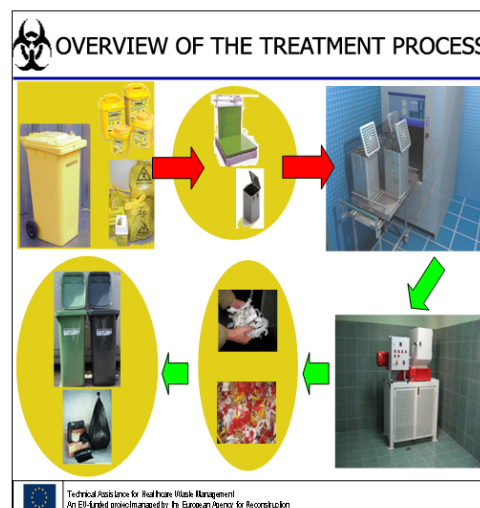 OVERVIEW OF THE TREATMENT PROCESS
Technical Assistance for Healthcare Waste Management
An EU-funded project managed by the European Agency for Reconstruction